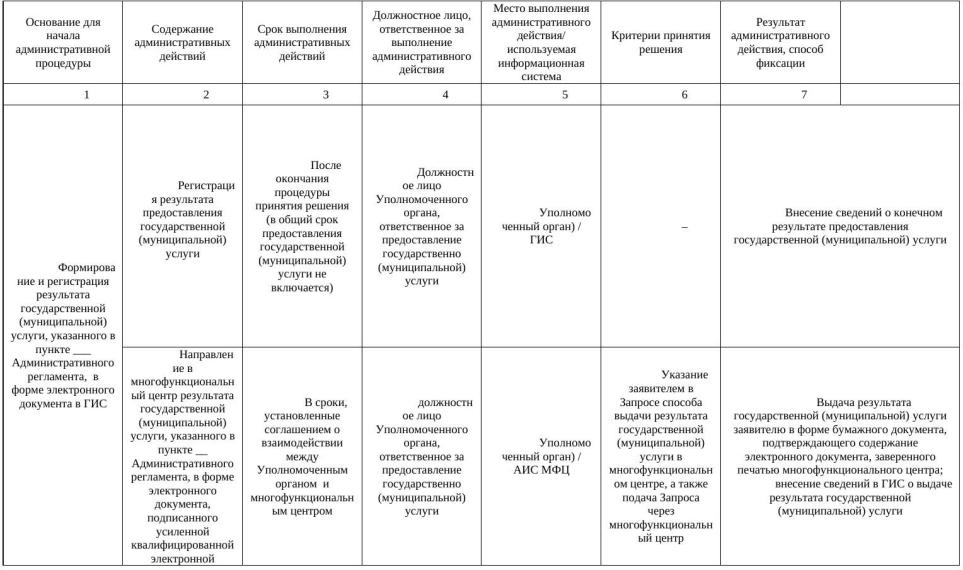 Основание для
начала
административной
процедуры
Содержание
административных
действий
Срок выполнения
административных
действий
Должностное лицо,
ответственное за
выполнение
административного
действия
Место выполнения
административного
действия/
используемая
информационная
система
Критерии принятия
решения
Результат
административного
действия, способ
фиксации
1
2
3
4
5
6
7
Формирова
ние и регистрация
результата
государственной
(муниципальной)
услуги, указанного в
пункте ___
Административного
регламента, в
форме электронного
документа в ГИС
Регистраци
я результата
предоставления
государственной
(муниципальной)
услуги
После
окончания
процедуры
принятия решения
(в общий срок
предоставления
государственной
(муниципальной)
услуги не
включается)
Должностн
ое лицо
Уполномоченного
органа,
ответственное за
предоставление
государственно
(муниципальной)
услуги
Уполномо
ченный орган) /
ГИС
–
Внесение сведений о конечном
результате предоставления
государственной (муниципальной) услуги
Направлен
ие в
многофункциональн
ый центр результата
государственной
(муниципальной)
услуги, указанного в
пункте __
Административного
регламента, в форме
электронного
документа,
подписанного
усиленной
квалифицированной
электронной
В сроки,
установленные
соглашением о
взаимодействии
между
Уполномоченным
органом и
многофункциональн
ым центром
должностн
ое лицо
Уполномоченного
органа,
ответственное за
предоставление
государственно
(муниципальной)
услуги
Уполномо
ченный орган) /
АИС МФЦ
Указание
заявителем в
Запросе способа
выдачи результата
государственной
(муниципальной)
услуги в
многофункциональн
ом центре, а также
подача Запроса
через
многофункциональн
ый центр
Выдача результата
государственной (муниципальной) услуги
заявителю в форме бумажного документа,
подтверждающего содержание
электронного документа, заверенного
печатью многофункционального центра;
внесение сведений в ГИС о выдаче
результата государственной
(муниципальной) услуги